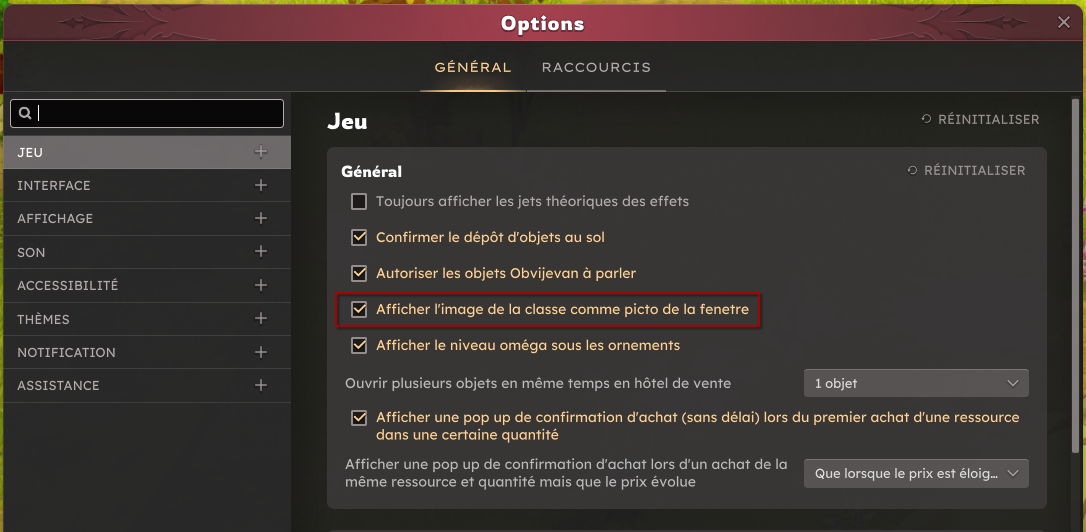 Options
GÉNÉRAL
RACCOURCIS
JEU
INTERFACE
AFFICHAGE
SON
ACCESSIBILITÉ
THÈMES
NOTIFICATION
ASSISTANCE
Jeu
RÉINITIALISER
Général
RÉINITIALISER
Toujours afficher les jets théoriques des effets
Confirmer le dépôt d'objets au sol
Autoriser les objets Obvijevan à parler
Afficher l'image de la classe comme picto de la fenetre
Afficher le niveau oméga sous les ornements
Ouvrir plusieurs objets en même temps en hôtel de vente
1 objet
Afficher une pop up de confirmation d'achat (sans délai) lors du premier achat d'une ressource
dans une certaine quantité
Afficher une pop up de confirmation d'achat lors d'un achat de la
même ressource et quantité mais que le prix évolue
Que lorsque le prix est éloig...